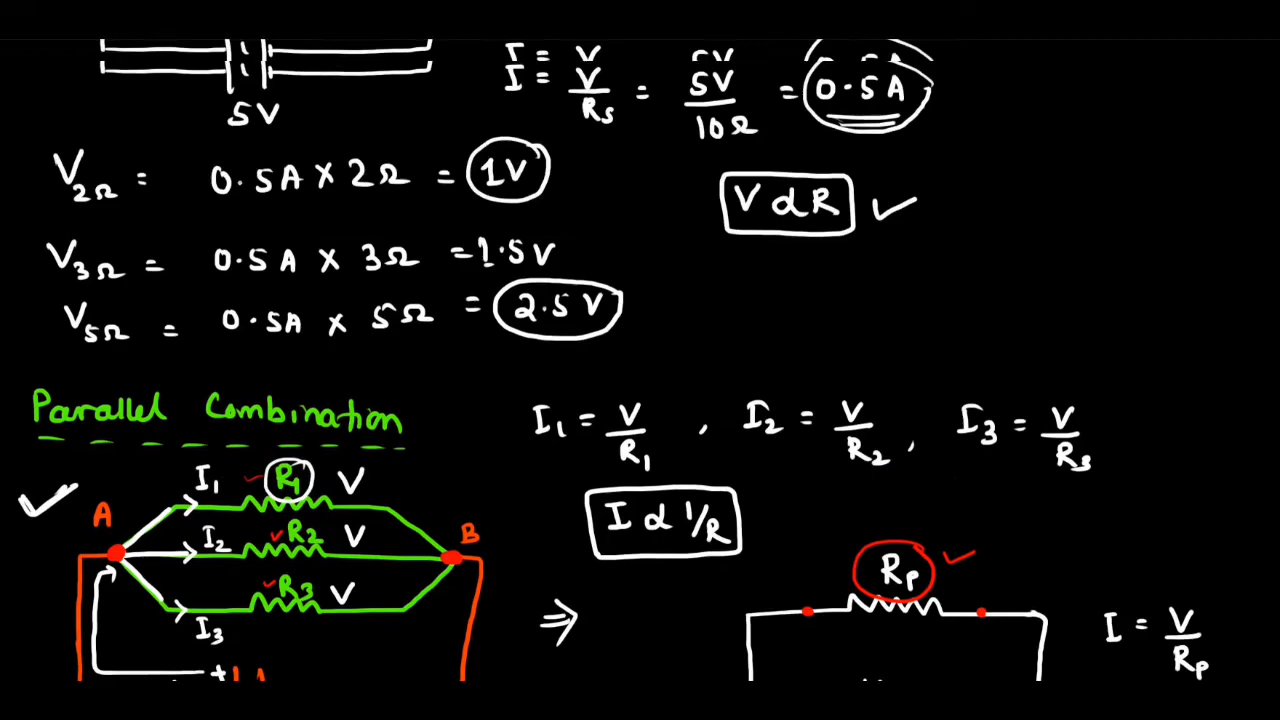 I = V
5V
I = V/Rs = 5V/10Ω = 0.5A
5V
V2Ω = 0.5A × 2Ω = 1V
V ∝ R ✓
V3Ω = 0.5A × 3Ω = 1.5V
V5Ω = 0.5A × 5Ω = 2.5V
Parallel Combination
I1 = V/R1 , I2 = V/R2 , I3 = V/R3
I1 R1 V
I ∝ 1/R
A
I2 R2 V
B
R3 V
I3
⇒
Rp
I = V/Rp
+